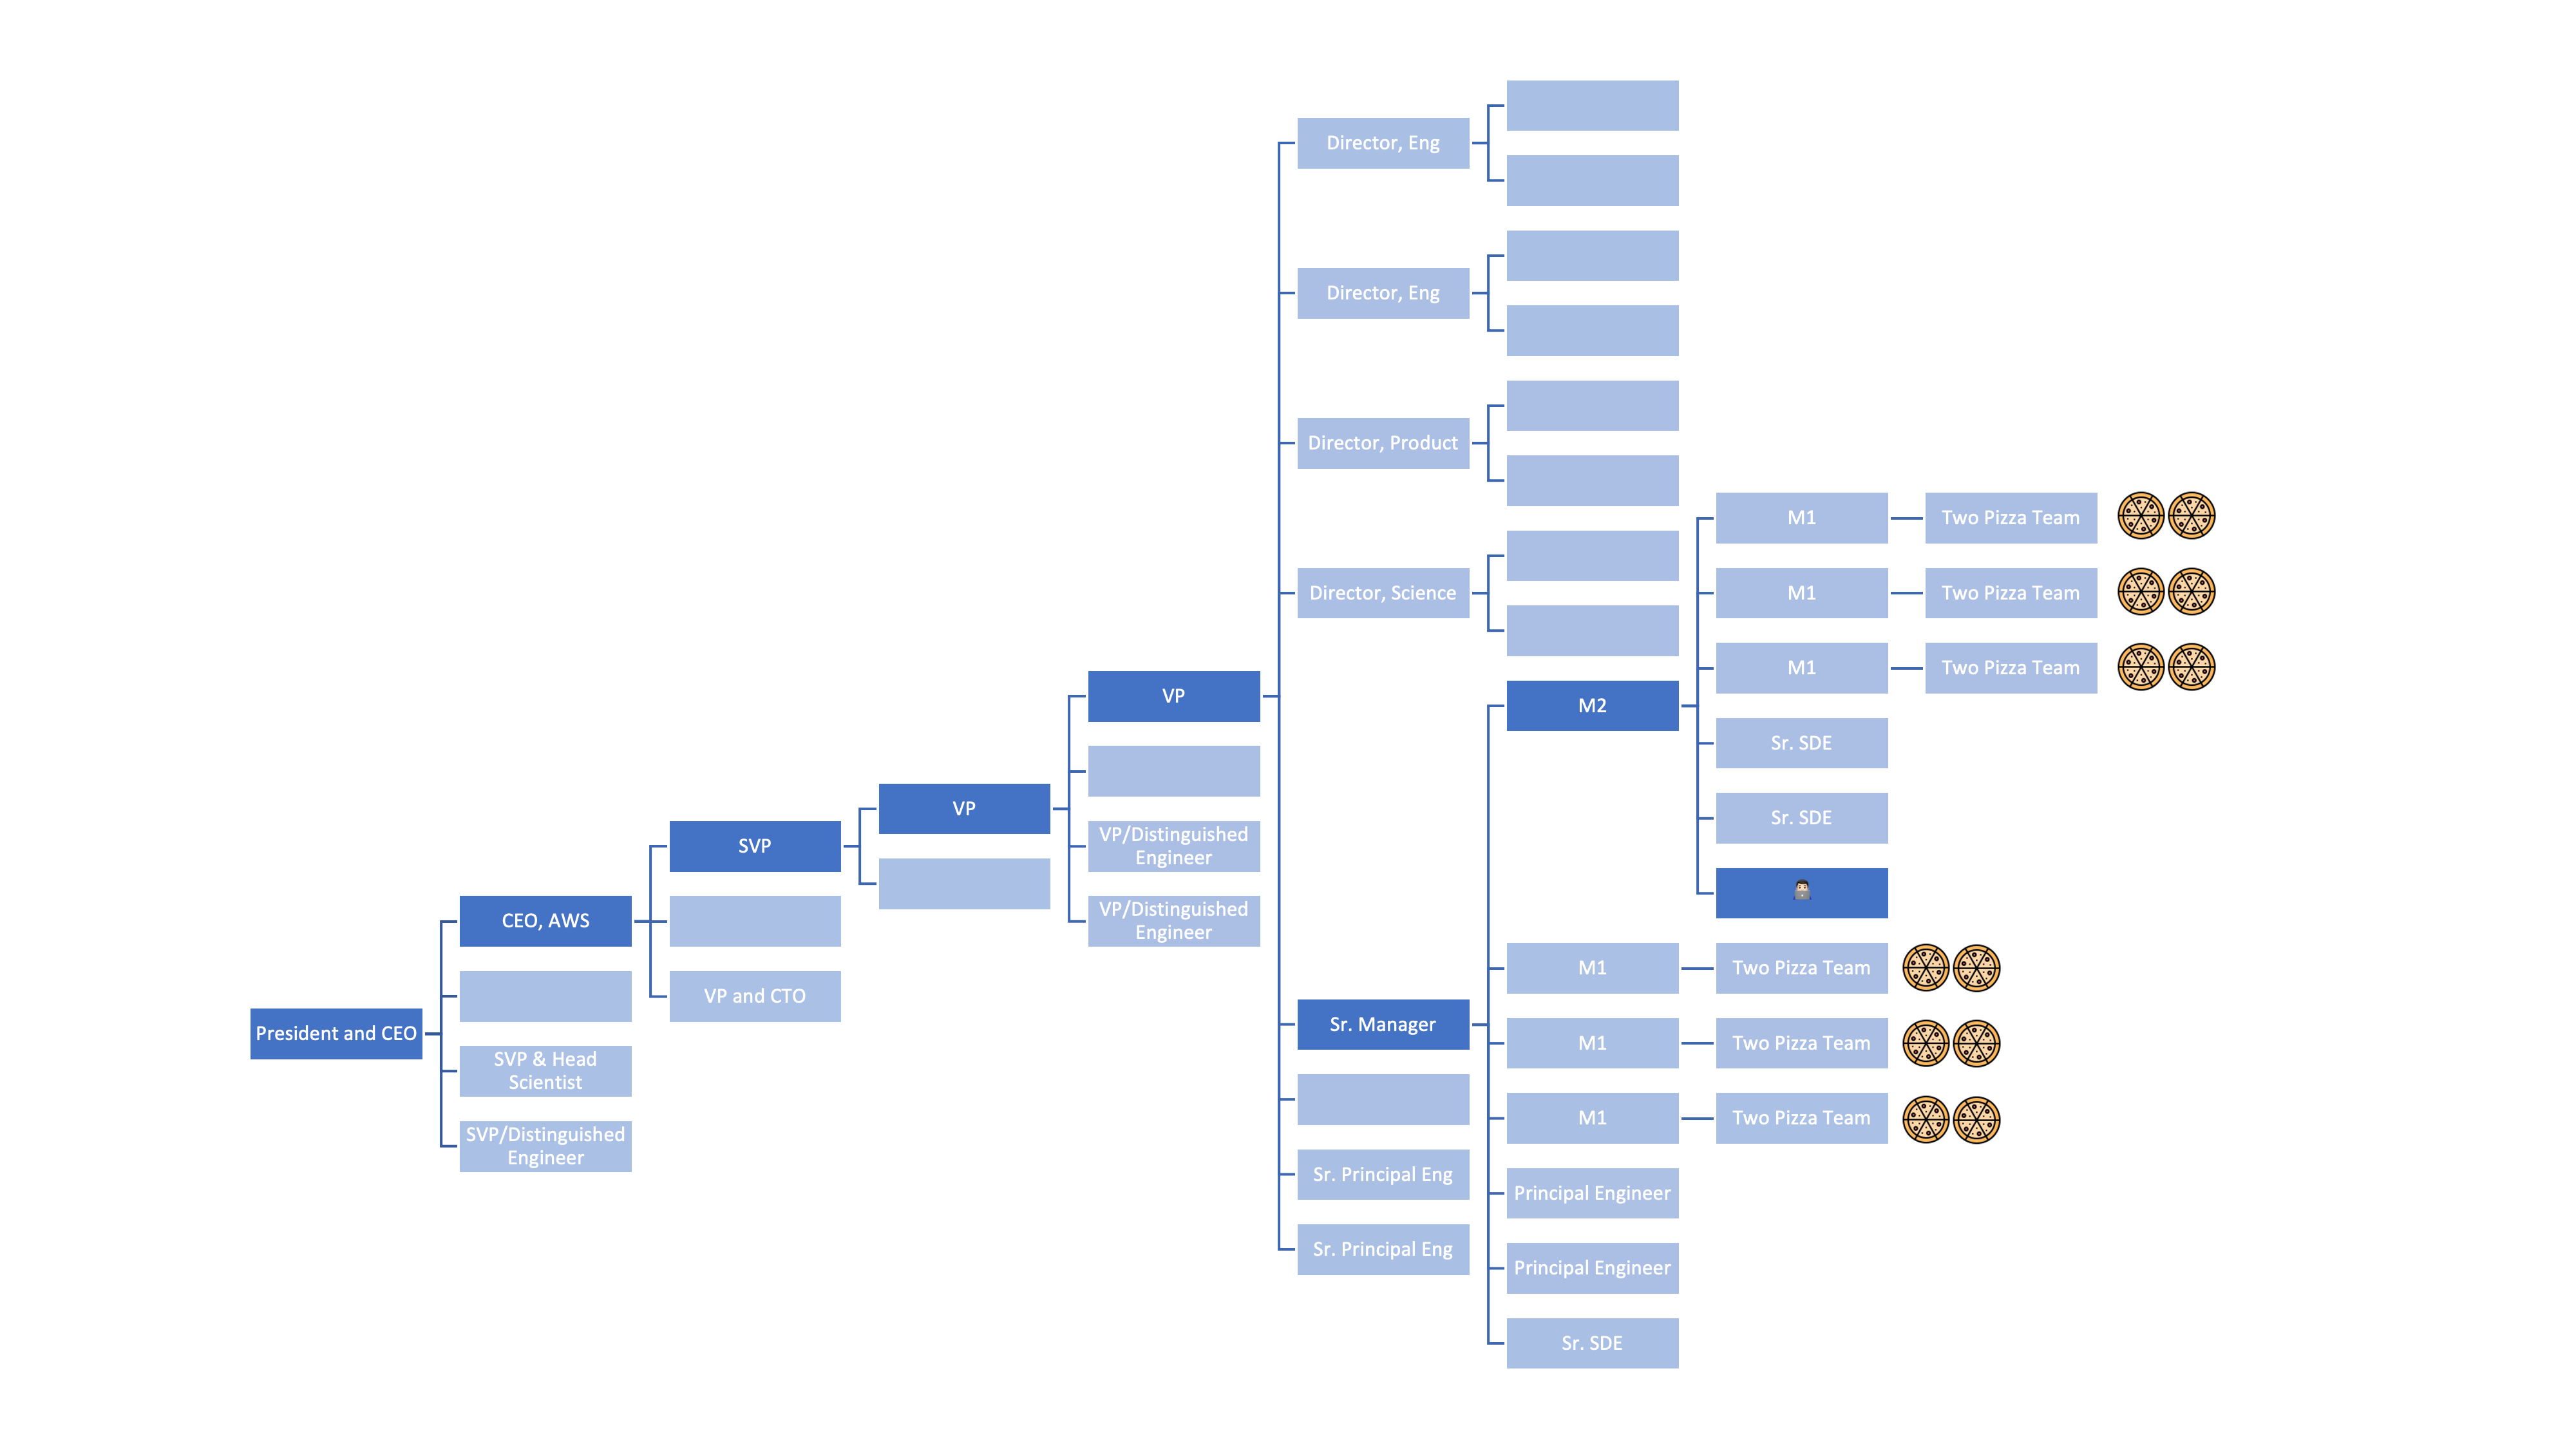 Director, Eng
Director, Eng
Director, Product
M1
Two Pizza Team
Director, Science
M1
Two Pizza Team
M1
Two Pizza Team
VP
M2
Sr. SDE
VP
Sr. SDE
VP/Distinguished
Engineer
SVP
VP/Distinguished
Engineer
CEO, AWS
M1
Two Pizza Team
VP and CTO
Sr. Manager
President and CEO
M1
Two Pizza Team
SVP & Head
Scientist
M1
Two Pizza Team
SVP/Distinguished
Engineer
Sr. Principal Eng
Principal Engineer
Sr. Principal Eng
Principal Engineer
Sr. SDE